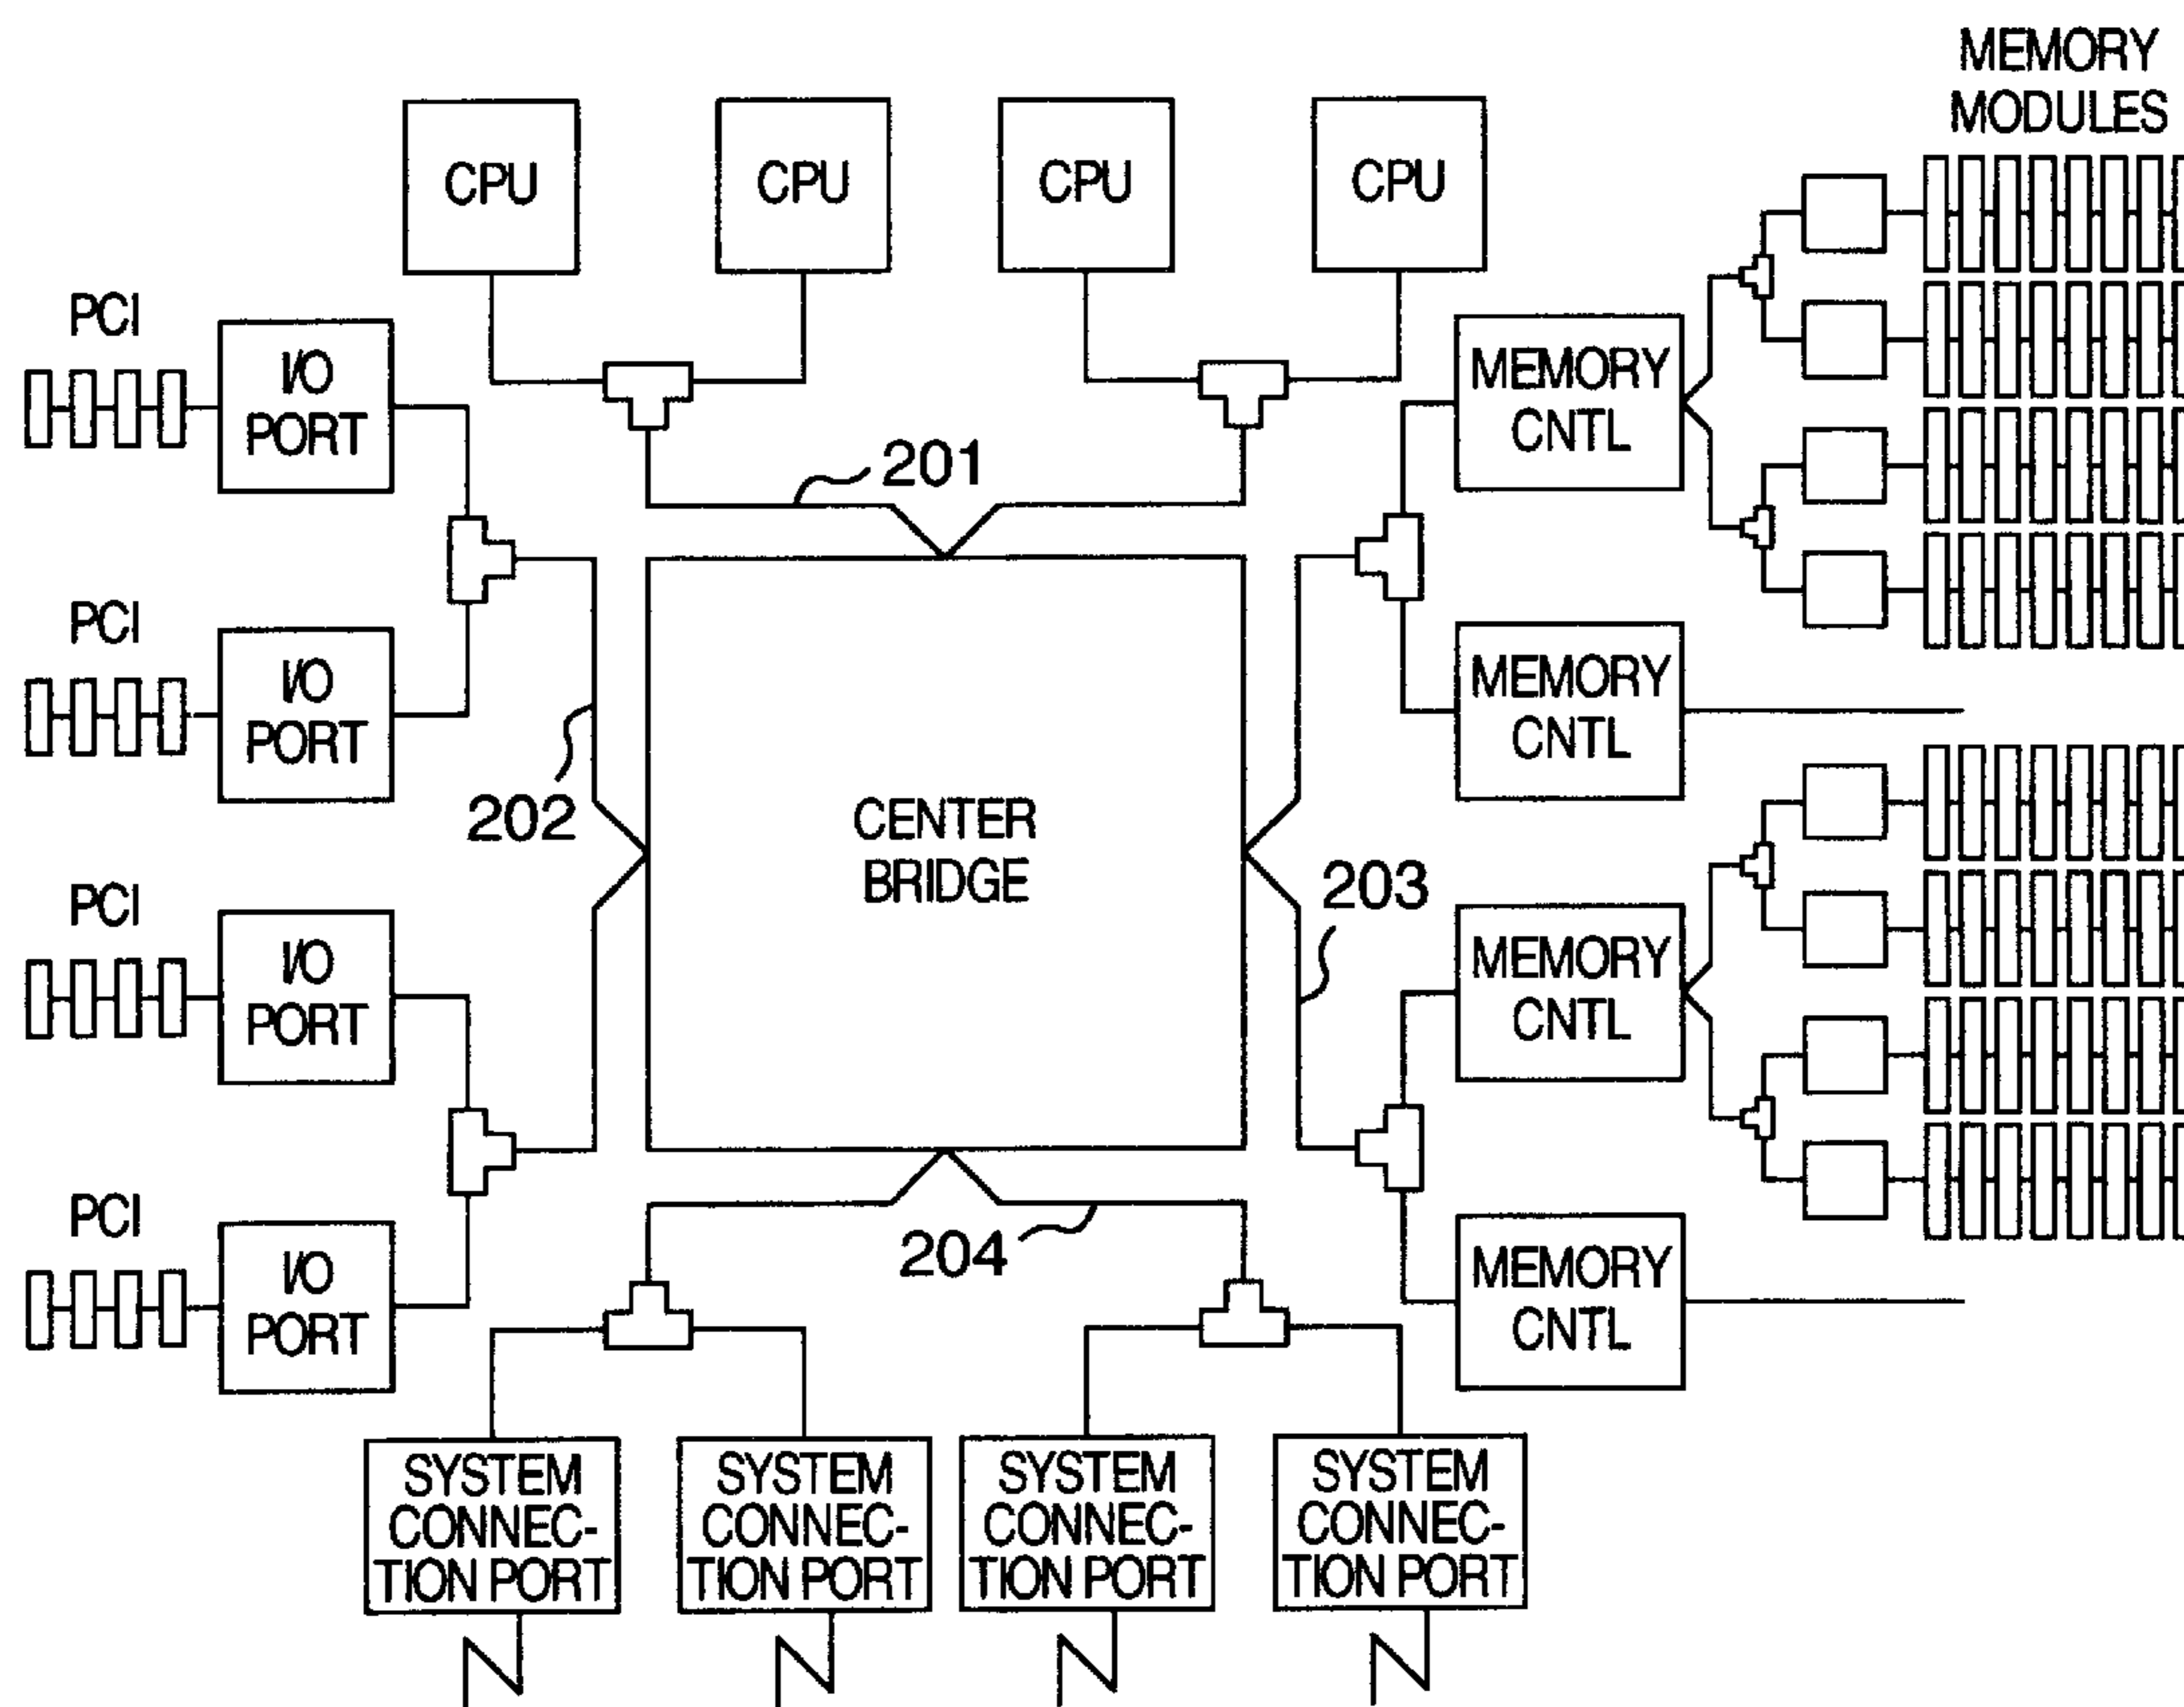 MEMORY
MODULES
CPU
CPU
CPU
CPU
PCI
I/O
PORT
MEMORY
CNTL
201
PCI
I/O
PORT
MEMORY
CNTL
202
CENTER
BRIDGE
203
PCI
I/O
PORT
MEMORY
CNTL
PCI
I/O
PORT
204
MEMORY
CNTL
SYSTEM
CONNEC-
TION PORT
SYSTEM
CONNEC-
TION PORT
SYSTEM
CONNEC-
TION PORT
SYSTEM
CONNEC-
TION PORT